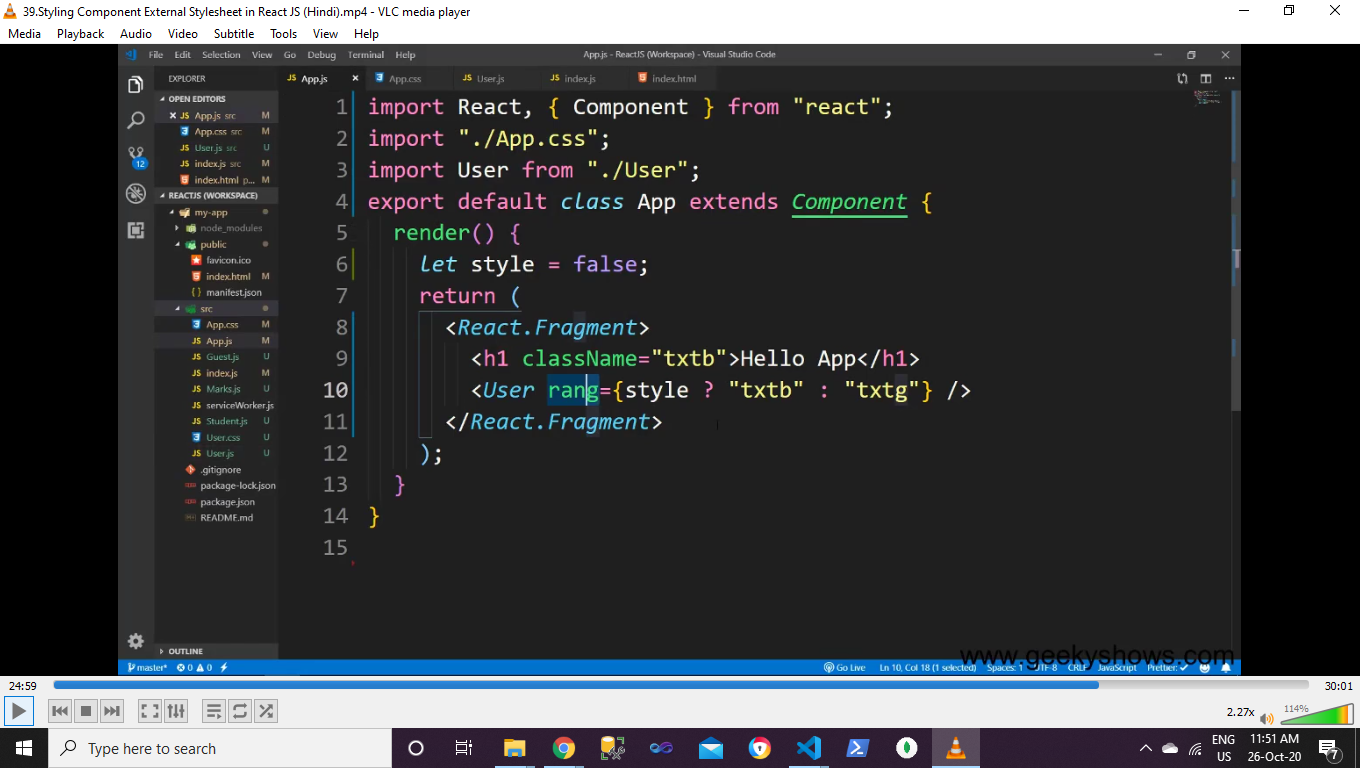 39.Styling Component External Stylesheet in React JS (Hindi).mp4 - VLC media player
Media Playback Audio Video Subtitle Tools View Help
File Edit Selection View Go Debug Terminal Help
App.js - ReactJS (Workspace) - Visual Studio Code
EXPLORER
JS App.js × App.css JS User.js JS index.js index.html
OPEN EDITORS
× JS App.js src M
App.css src M
JS User.js src U
JS index.js src M
index.html p... M
REACTJS (WORKSPACE)
my-app
node_modules
public
favicon.ico
index.html M
{ } manifest.json
src
App.css M
JS App.js M
JS Guest.js U
JS index.js M
JS Marks.js U
JS serviceWorker.js
JS Student.js U
User.css U
JS User.js U
.gitignore
package-lock.json
package.json
README.md
OUTLINE
12
1 import React, { Component } from "react";
2 import "./App.css";
3 import User from "./User";
4 export default class App extends Component {
5 render() {
6 let style = false;
7 return (
8 <React.Fragment>
9 <h1 className="txtb">Hello App</h1>
10 <User rang={style ? "txtb" : "txtg"} />
11 </React.Fragment>
12 );
13 }
14 }
15
www.geekyshows.com
master* 0 0 Go Live Ln 10, Col 18 (1 selected) Spaces: 1 UTF-8 CRLF JavaScript Prettier: ✓
24:59 30:01
2.27x 114%
Type here to search
ENG
US
11:51 AM
26-Oct-20
7